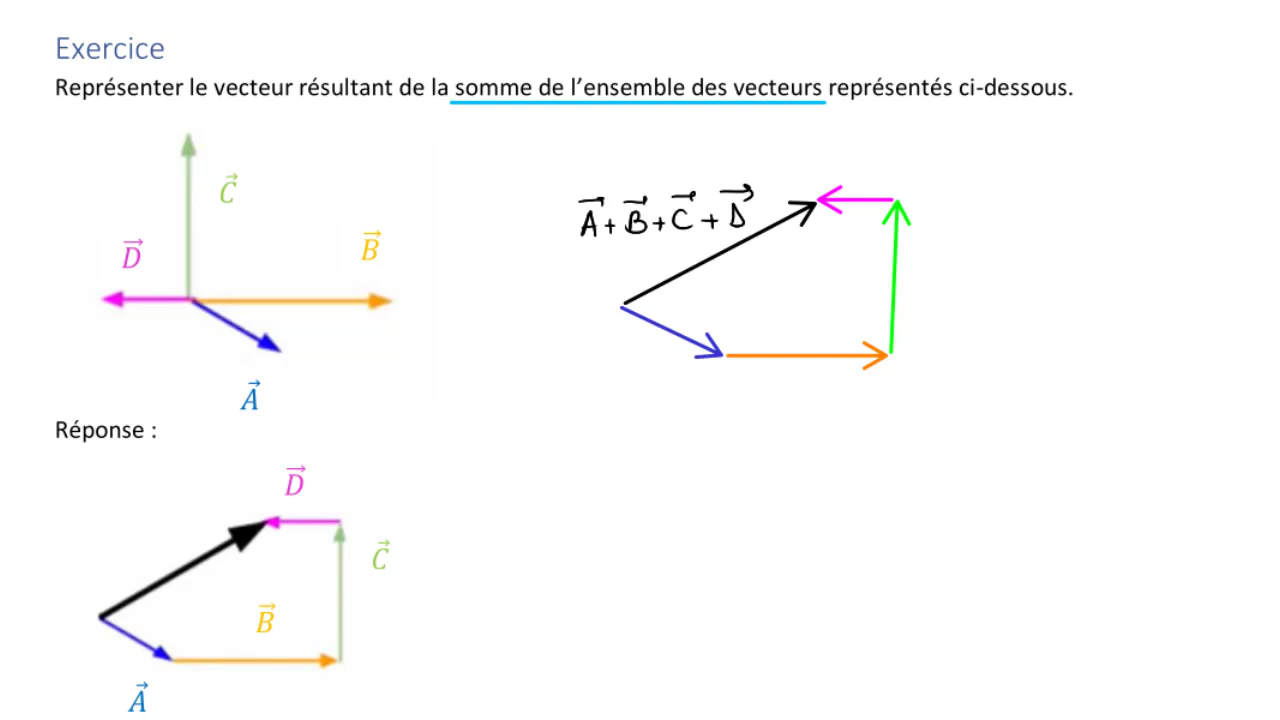 Exercice
Représenter le vecteur résultant de la somme de l’ensemble des vecteurs représentés ci-dessous.
C⃗
D⃗
B⃗
A⃗
A⃗ + B⃗ + C⃗ + D⃗
Réponse :
D⃗
C⃗
B⃗
A⃗